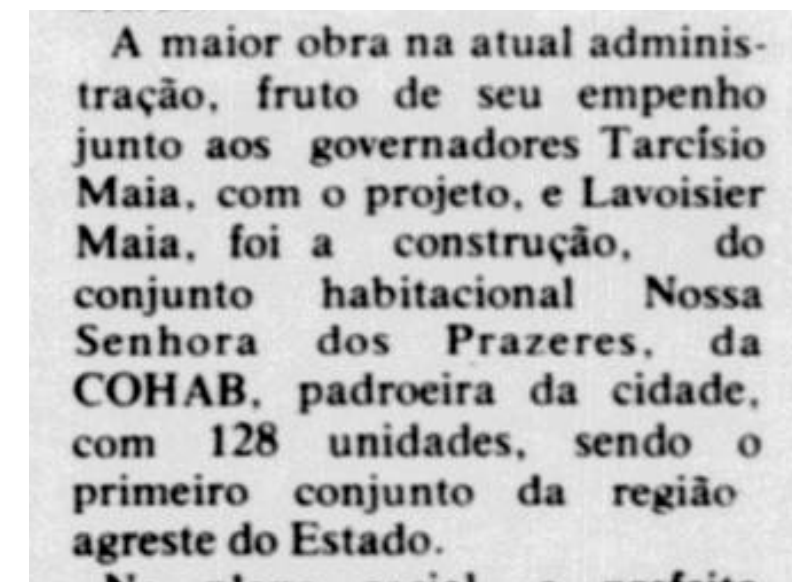 A maior obra na atual adminis-
tração, fruto de seu empenho
junto aos governadores Tarcísio
Maia, com o projeto, e Lavoisier
Maia, foi a construção, do
conjunto habitacional Nossa
Senhora dos Prazeres, da
COHAB, padroeira da cidade,
com 128 unidades, sendo o
primeiro conjunto da região
agreste do Estado.